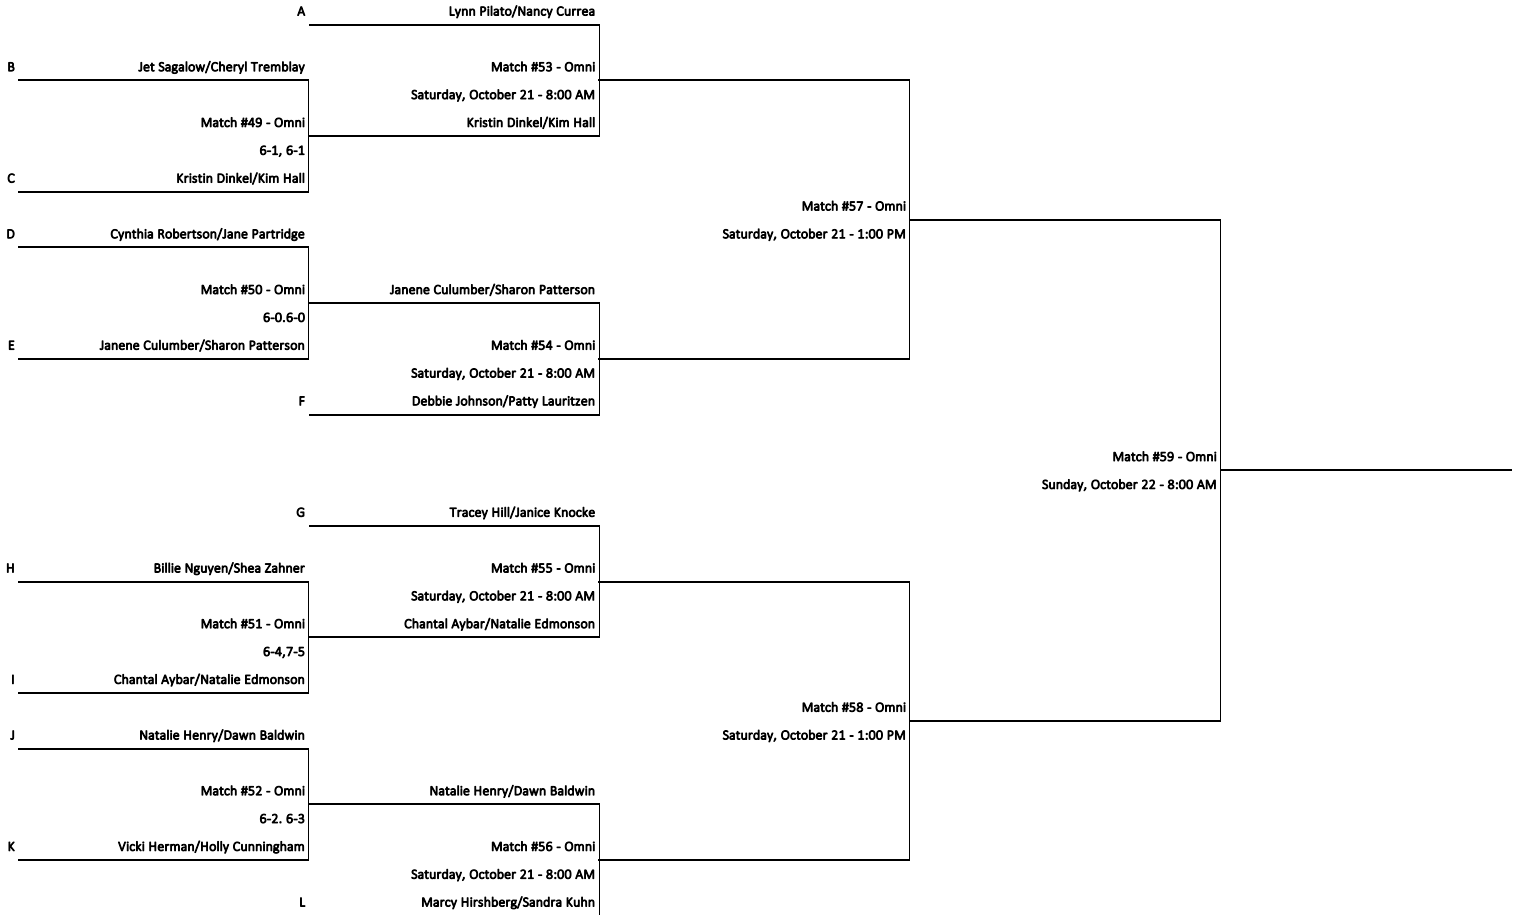 A Lynn Pilato/Nancy Currea
B Jet Sagalow/Cheryl Tremblay Match #53 - Omni
Saturday, October 21 - 8:00 AM
Match #49 - Omni Kristin Dinkel/Kim Hall
6-1, 6-1
C Kristin Dinkel/Kim Hall
Match #57 - Omni
D Cynthia Robertson/Jane Partridge Saturday, October 21 - 1:00 PM
Match #50 - Omni Janene Culumber/Sharon Patterson
6-0.6-0
E Janene Culumber/Sharon Patterson Match #54 - Omni
Saturday, October 21 - 8:00 AM
F Debbie Johnson/Patty Lauritzen
Match #59 - Omni
Sunday, October 22 - 8:00 AM
G Tracey Hill/Janice Knocke
H Billie Nguyen/Shea Zahner Match #55 - Omni
Saturday, October 21 - 8:00 AM
Match #51 - Omni Chantal Aybar/Natalie Edmonson
6-4,7-5
I Chantal Aybar/Natalie Edmonson
Match #58 - Omni
J Natalie Henry/Dawn Baldwin Saturday, October 21 - 1:00 PM
Match #52 - Omni Natalie Henry/Dawn Baldwin
6-2. 6-3
K Vicki Herman/Holly Cunningham Match #56 - Omni
Saturday, October 21 - 8:00 AM
L Marcy Hirshberg/Sandra Kuhn